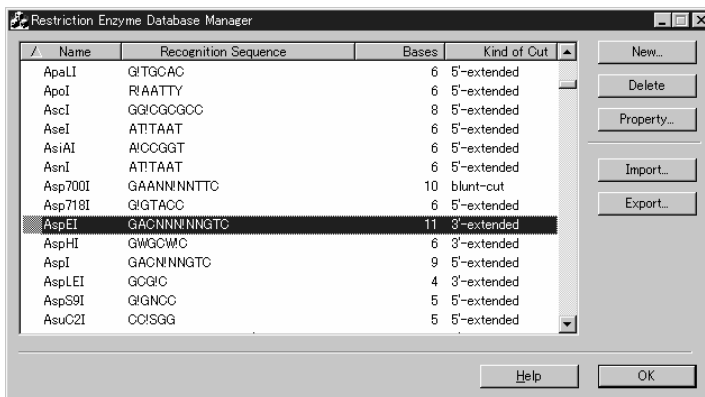 Restriction Enzyme Database Manager
Name Recognition Sequence Bases Kind of Cut
ApaLI G!TGCAC 6 5'-extended
ApoI R!AATTY 6 5'-extended
AscI GG!CGCGCC 8 5'-extended
AseI AT!TAAT 6 5'-extended
AsiAI A!CCGGT 6 5'-extended
AsnI AT!TAAT 6 5'-extended
Asp700I GAANN!NNTTC 10 blunt-cut
Asp718I G!GTACC 6 5'-extended
AspEI GACNNN!NNGTC 11 3'-extended
AspHI GWGCW!C 6 3'-extended
AspI GACN!NNGTC 9 5'-extended
AspLEI GCG!C 4 3'-extended
AspS9I G!GNCC 5 5'-extended
AsuC2I CC!SGG 5 5'-extended
New...
Delete
Property...
Import...
Export...
Help OK